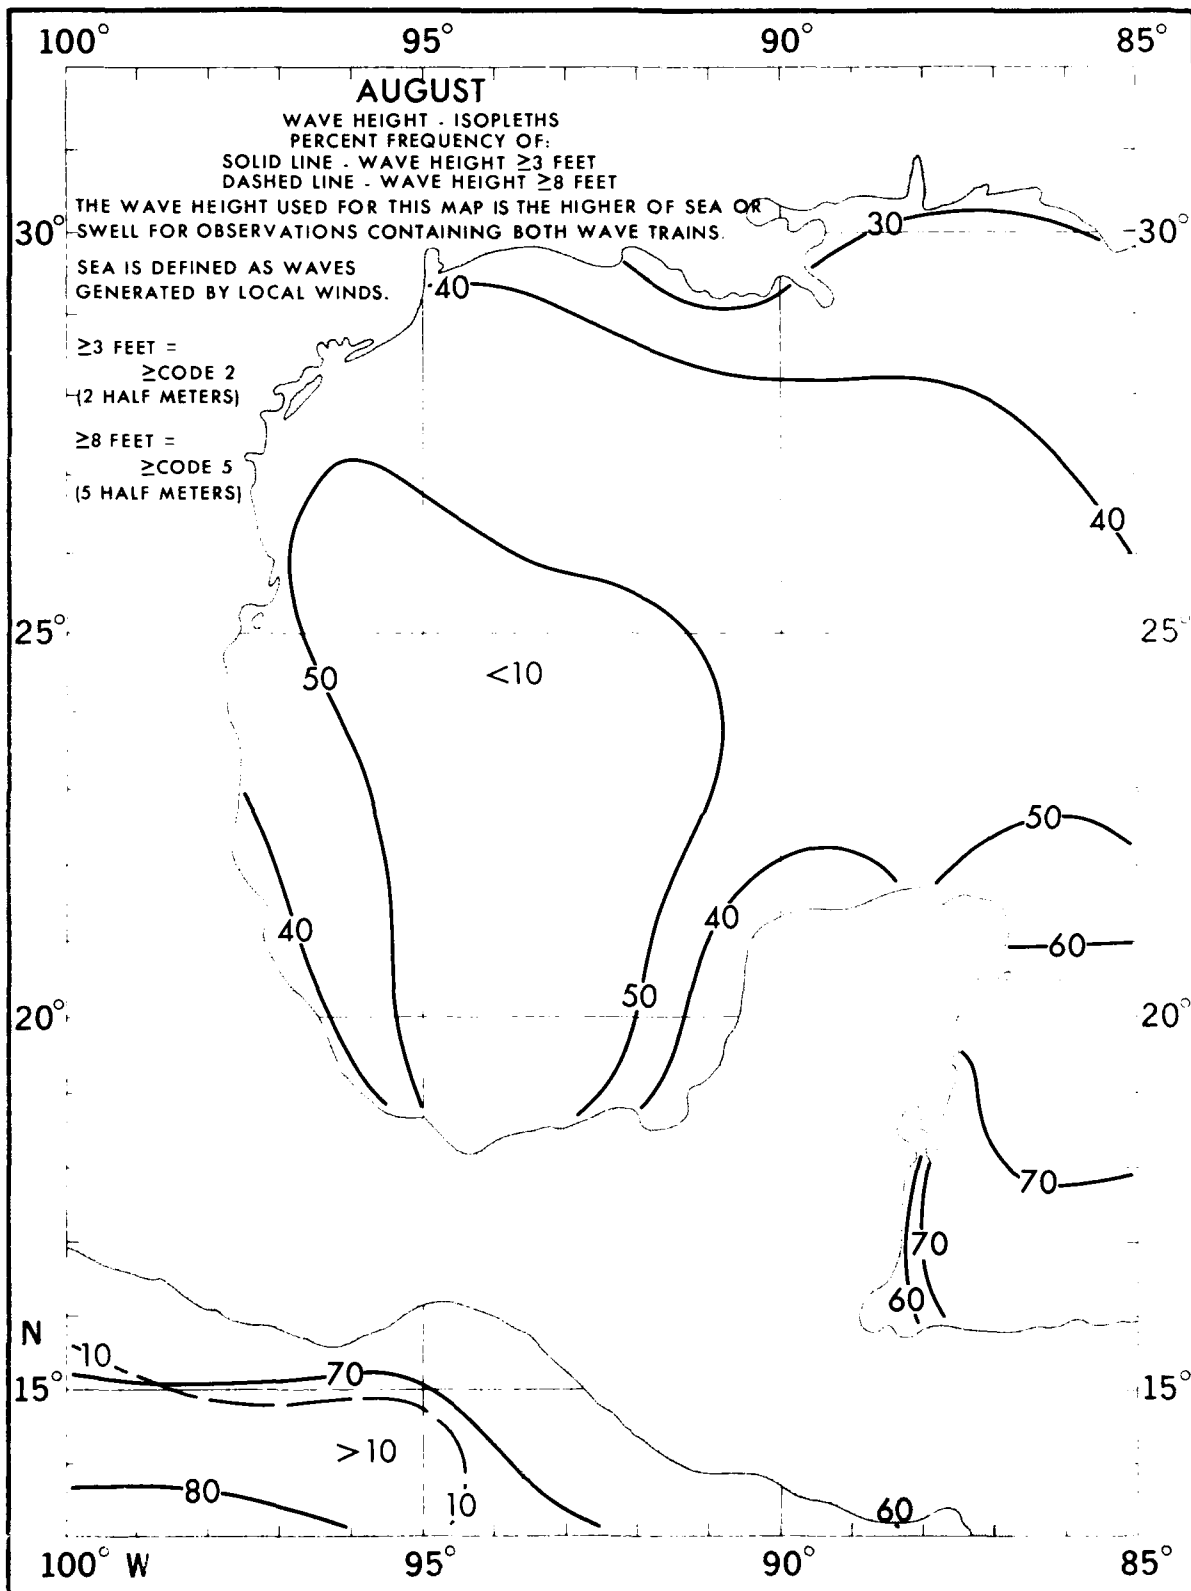 100° 95° 90° 85°
AUGUST
WAVE HEIGHT - ISOPLETHS
PERCENT FREQUENCY OF:
SOLID LINE - WAVE HEIGHT ≥3 FEET
DASHED LINE - WAVE HEIGHT ≥8 FEET
THE WAVE HEIGHT USED FOR THIS MAP IS THE HIGHER OF SEA OR
SWELL FOR OBSERVATIONS CONTAINING BOTH WAVE TRAINS.
30° 30 30°
SEA IS DEFINED AS WAVES
GENERATED BY LOCAL WINDS.
40
≥3 FEET =
≥CODE 2
(2 HALF METERS)
≥8 FEET =
≥CODE 5
(5 HALF METERS)
40
25° 25°
50 <10
50
40 40
60
50
20° 20°
70
70
60
N
10
70
15° 15°
>10
80 10 60
100° W 95° 90° 85°